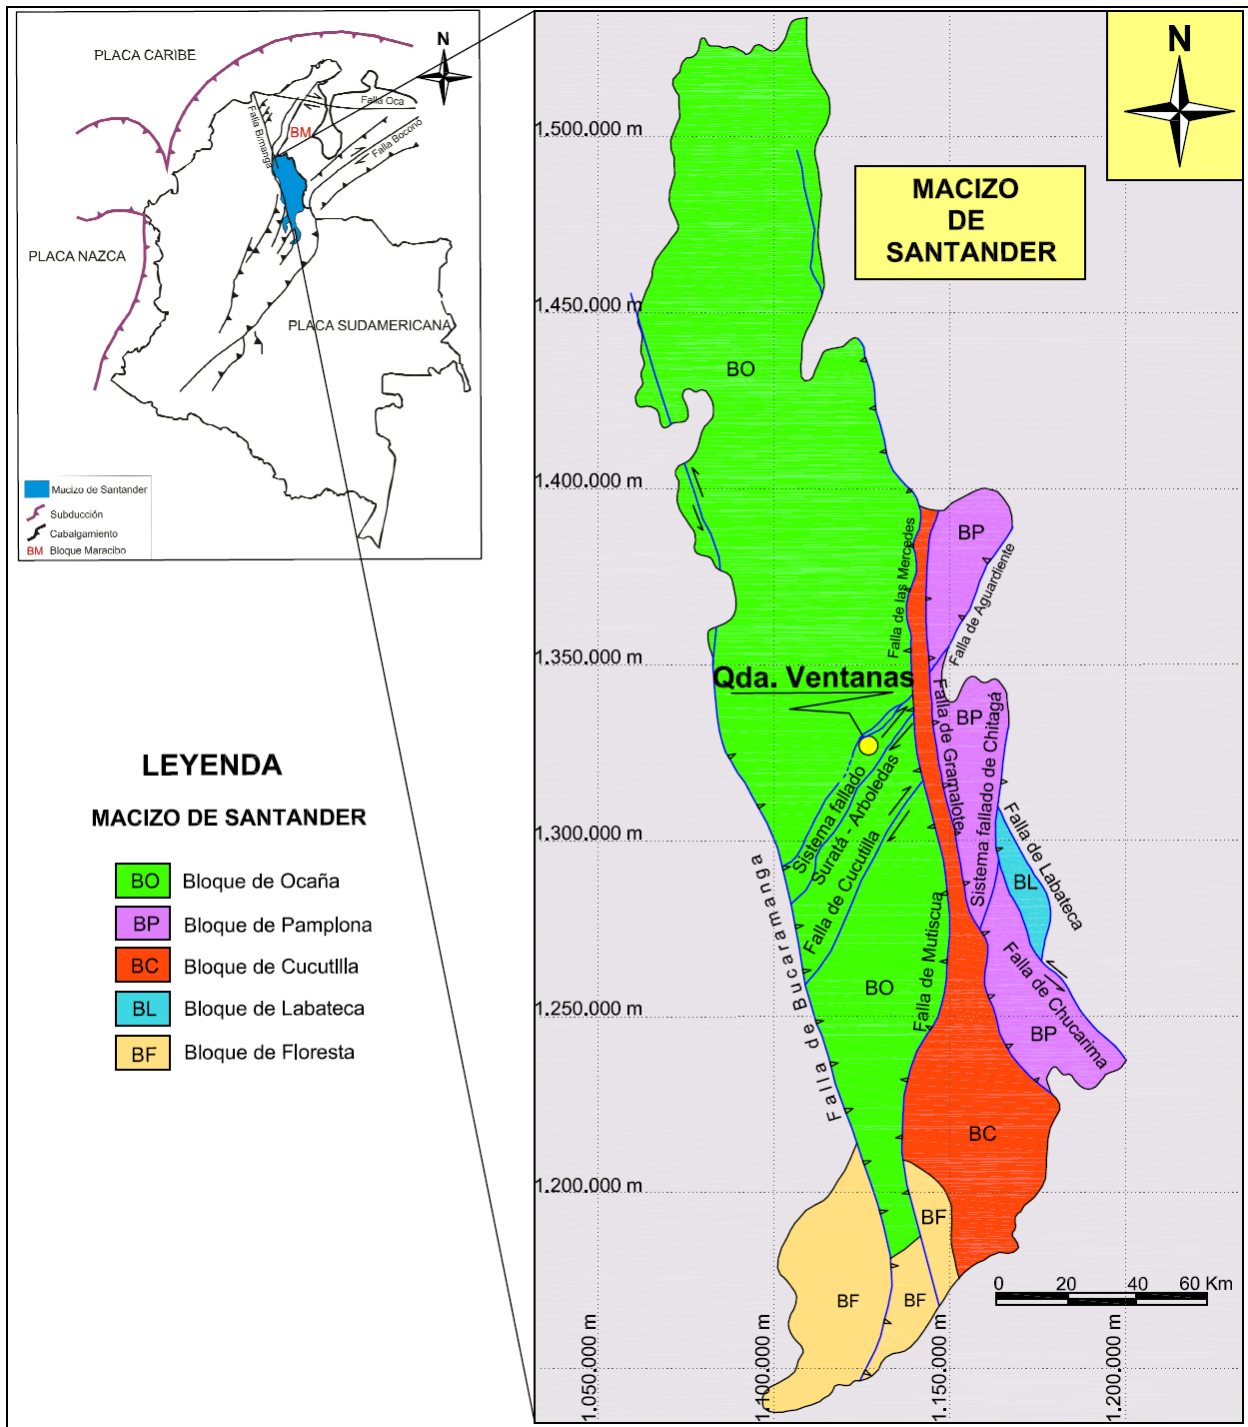 PLACA CARIBE
N
Falla Oca
Falla B/manga
BM
Falla Bocono
PLACA NAZCA
PLACA SUDAMERICANA
Macizo de Santander
Subducción
Cabalgamiento
BM Bloque Maracibo
LEYENDA
MACIZO DE SANTANDER
BO Bloque de Ocaña
BP Bloque de Pamplona
BC Bloque de Cucutllla
BL Bloque de Labateca
BF Bloque de Floresta
N
MACIZO
DE
SANTANDER
1.500.000 m
1.450.000 m
BO
1.400.000 m
BP
Falla de las Mercedes
Falla de Aguardiente
1.350.000 m
Qda. Ventanas
BP
Falla de Gramalote
Sistema fallado de Chitagá
Sistema fallado
Suratá - Arboledas
Falla de Cucutilla
1.300.000 m
Falla de Labateca
BL
Falla de Bucaramanga
Falla de Mutiscua
BO
Falla de Chucarima
1.250.000 m
BP
BC
1.200.000 m
BF
BF
BF
0 20 40 60 Km
1.050.000 m
1.100.000 m
1.150.000 m
1.200.000 m